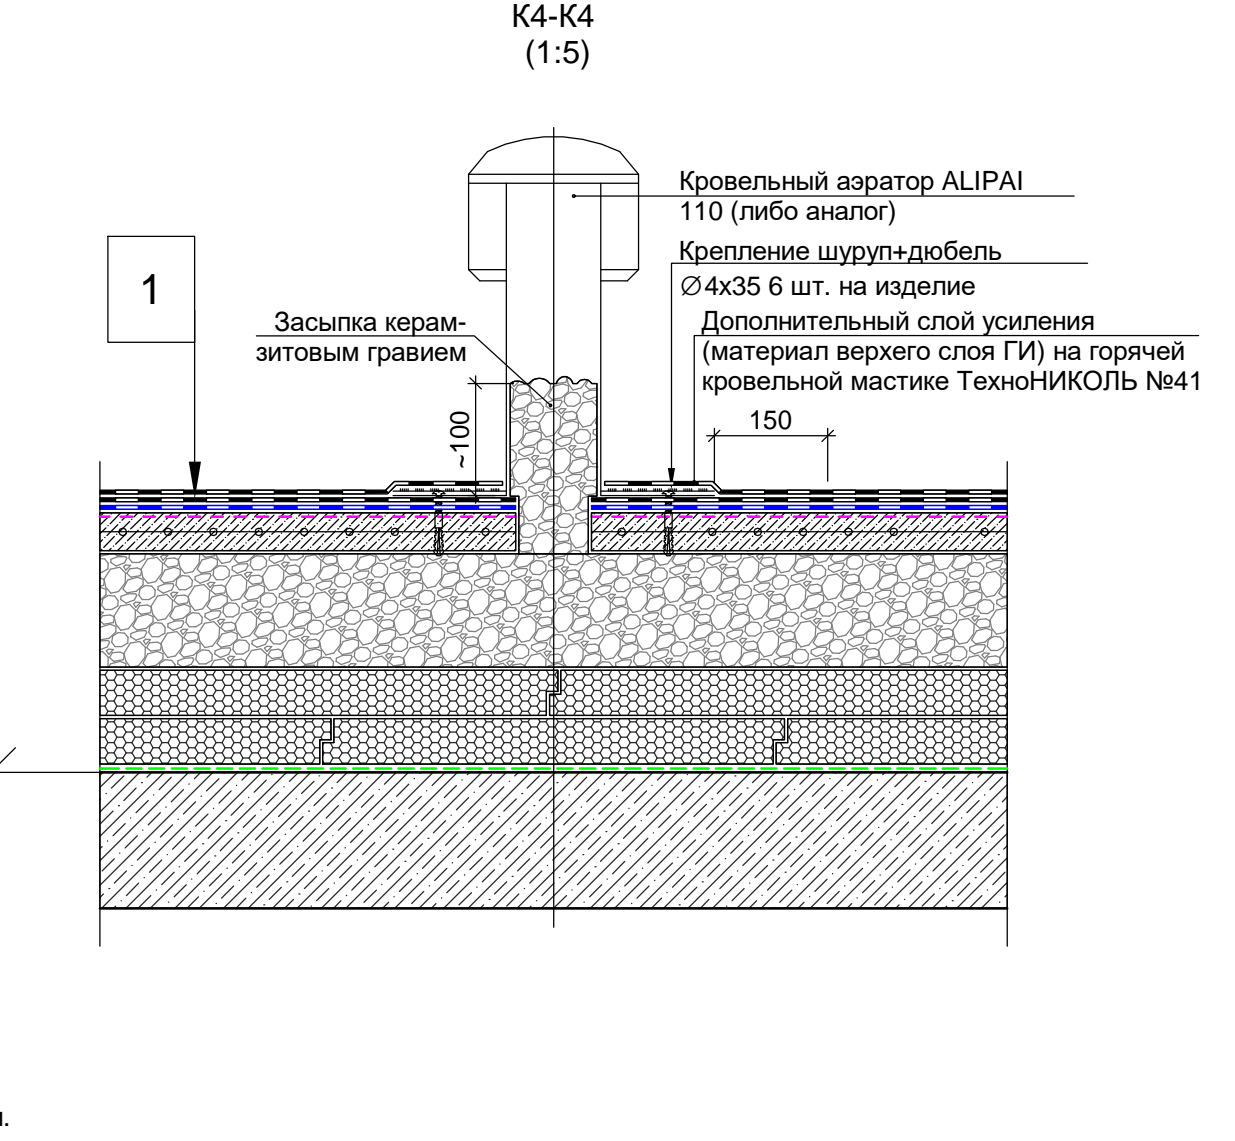 К4-К4
(1:5)
Кровельный аэратор ALIPAI
110 (либо аналог)
Крепление шуруп+дюбель
∅4х35 6 шт. на изделие
1
Засыпка керам-
зитовым гравием
Дополнительный слой усиления
(материал верхего слоя ГИ) на горячей
кровельной мастике ТехноНИКОЛЬ №41
150
~100